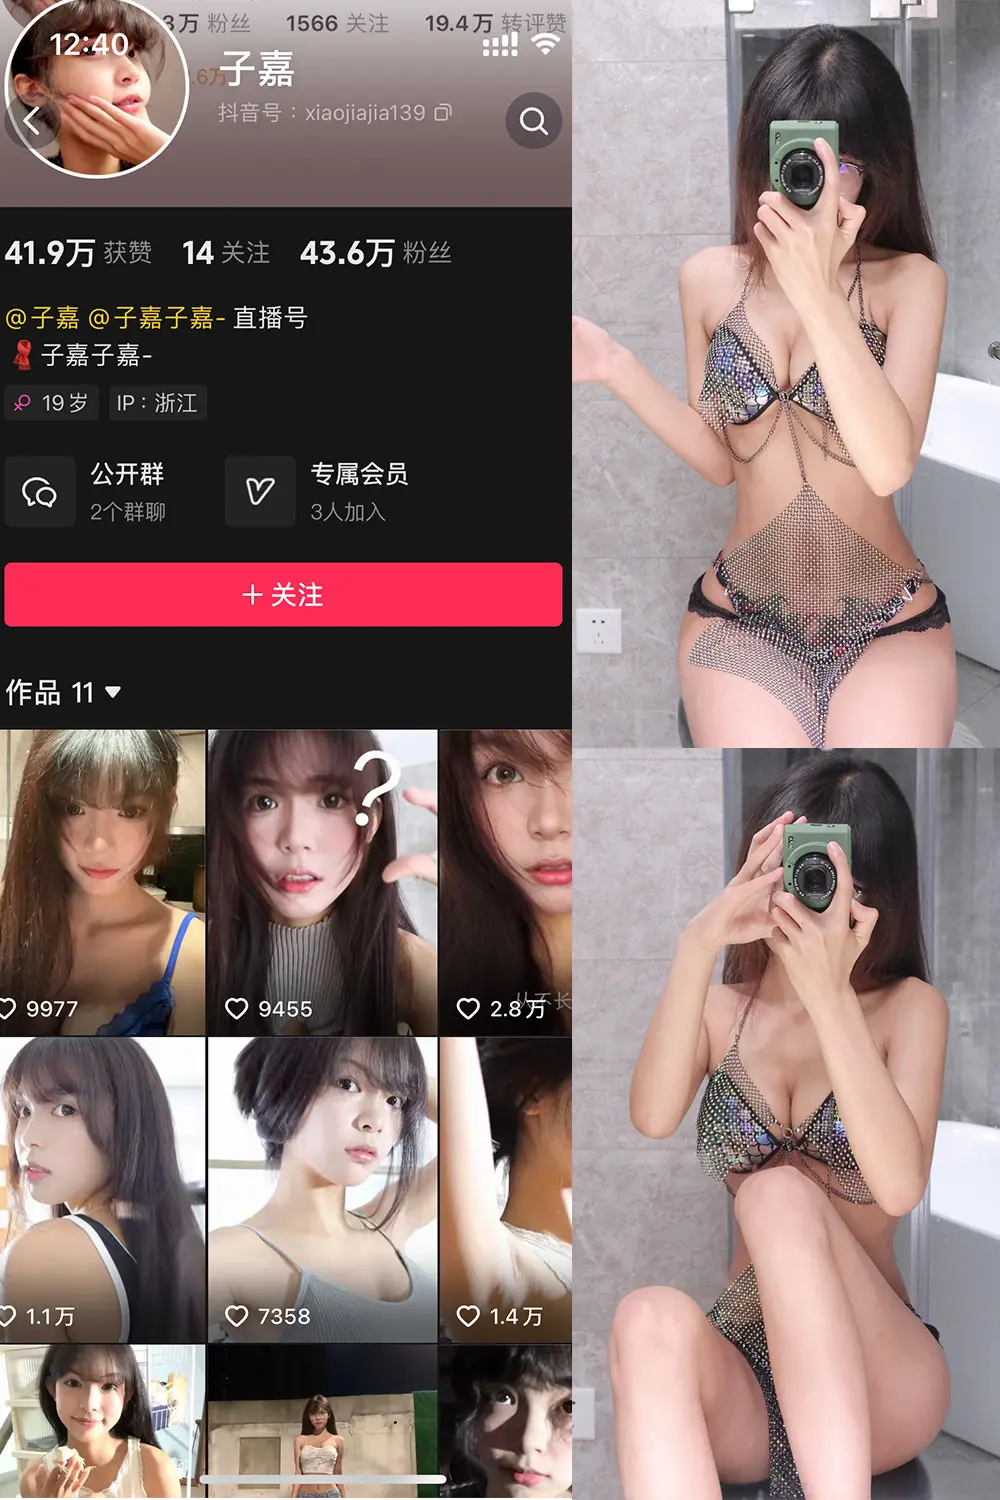 3万 粉丝 1566 关注 19.4万 转评赞
12:40
.6万
子嘉
抖音号：xiaojiajia139
41.9万 获赞 14 关注 43.6万 粉丝
@子嘉 @子嘉子嘉- 直播号
子嘉子嘉-
19岁 IP：浙江
公开群
2个群聊
专属会员
3人加入
+ 关注
作品 11
?
从不长
9977
9455
2.8万
1.1万
7358
1.4万